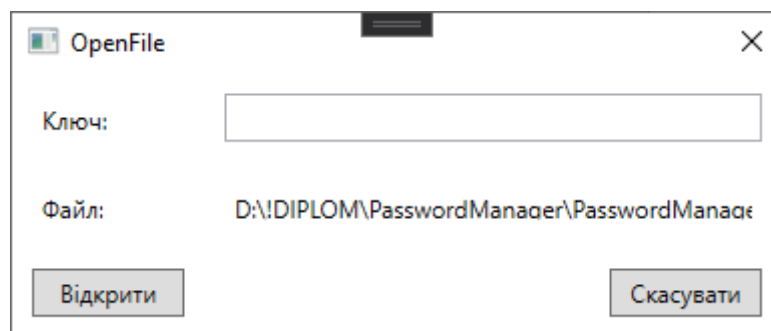 OpenFile
Ключ:
Файл: D:\!DIPLOM\PasswordManager\PasswordManage
Відкрити Скасувати